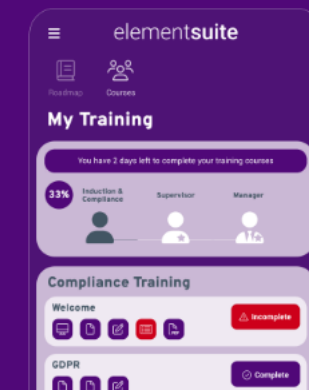 elementsuite
Roadmap Courses
My Training
You have 2 days left to complete your training courses
33% Induction & Compliance Supervisor Manager
Compliance Training
Welcome
Incomplete
GDPR
Complete